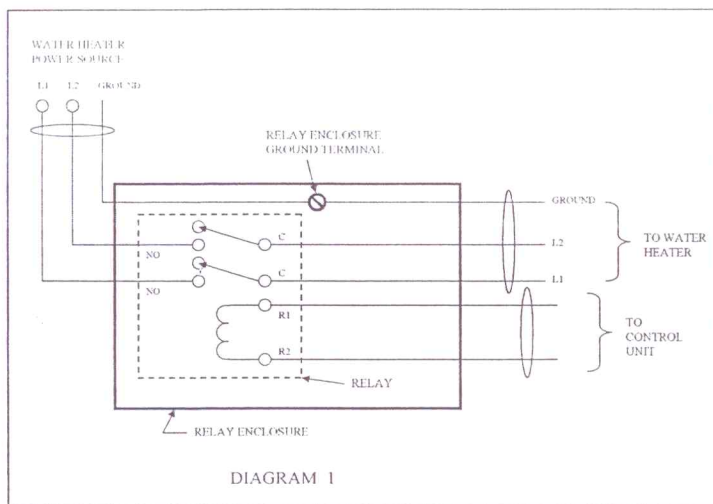 WATER HEATER
POWER SOURCE
L1 L2 GROUND
RELAY ENCLOSURE
GROUND TERMINAL
GROUND
C
L2
NO
TO WATER
HEATER
C
L1
NO
R1
TO
CONTROL
UNIT
R2
RELAY
RELAY ENCLOSURE
DIAGRAM 1